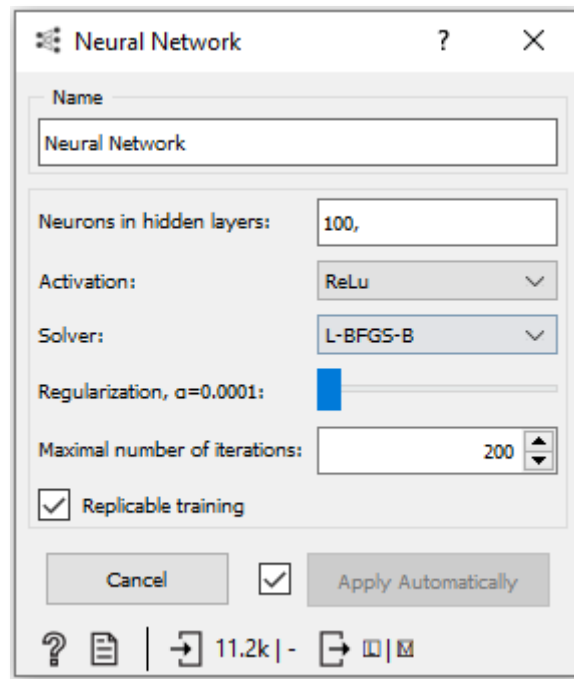 Neural Network ?
Name
Neural Network
Neurons in hidden layers: 100,
Activation: ReLu
Solver: L-BFGS-B
Regularization, α=0.0001:
Maximal number of iterations: 200
Replicable training
Cancel Apply Automatically
? 11.2k | - L | M